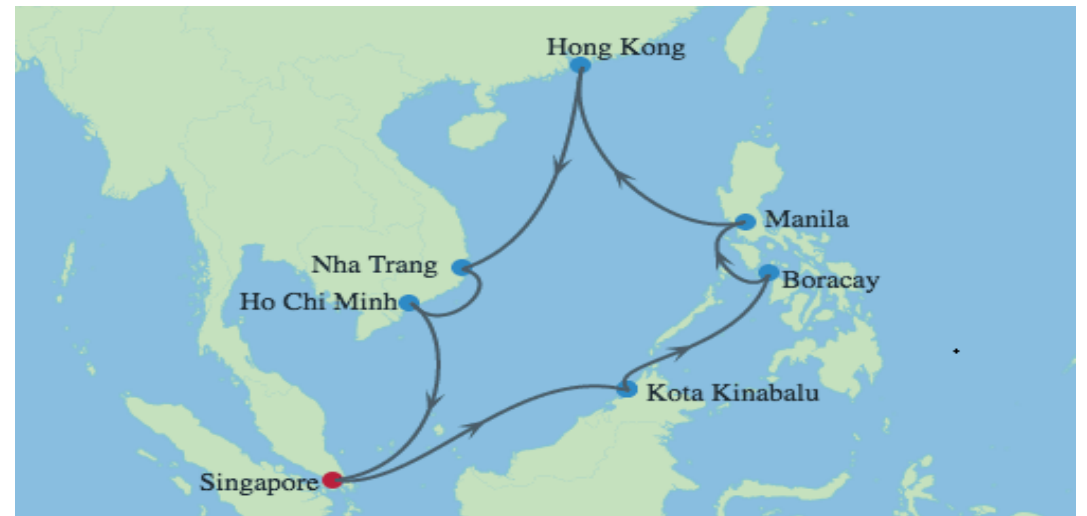 Hong Kong
Manila
Nha Trang
Boracay
Ho Chi Minh
Kota Kinabalu
Singapore